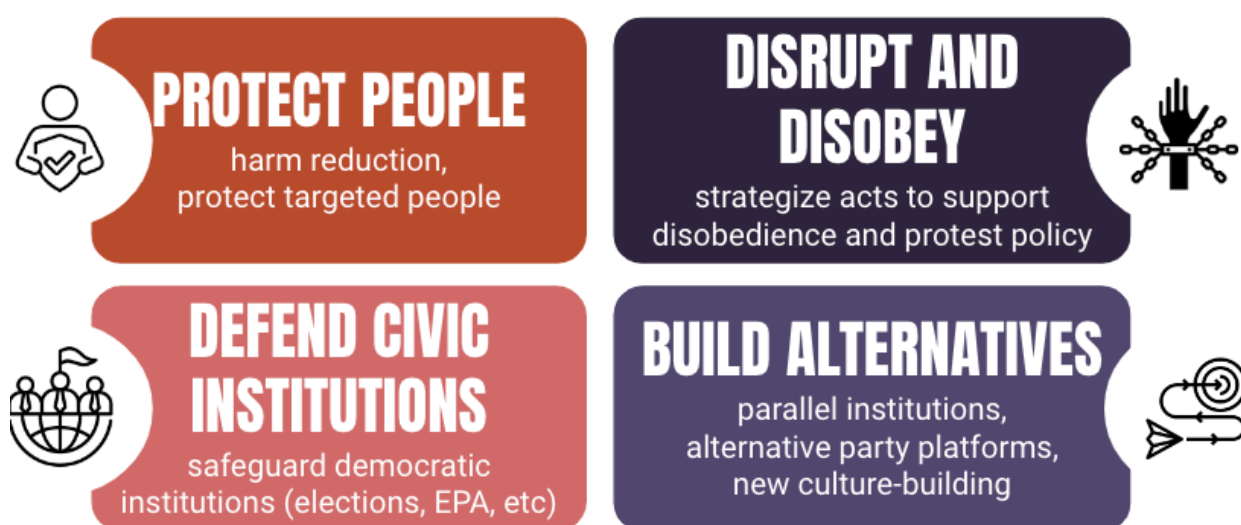 PROTECT PEOPLE
harm reduction,
protect targeted people
DISRUPT AND
DISOBEY
strategize acts to support
disobedience and protest policy
DEFEND CIVIC
INSTITUTIONS
safeguard democratic
institutions (elections, EPA, etc)
BUILD ALTERNATIVES
parallel institutions,
alternative party platforms,
new culture-building